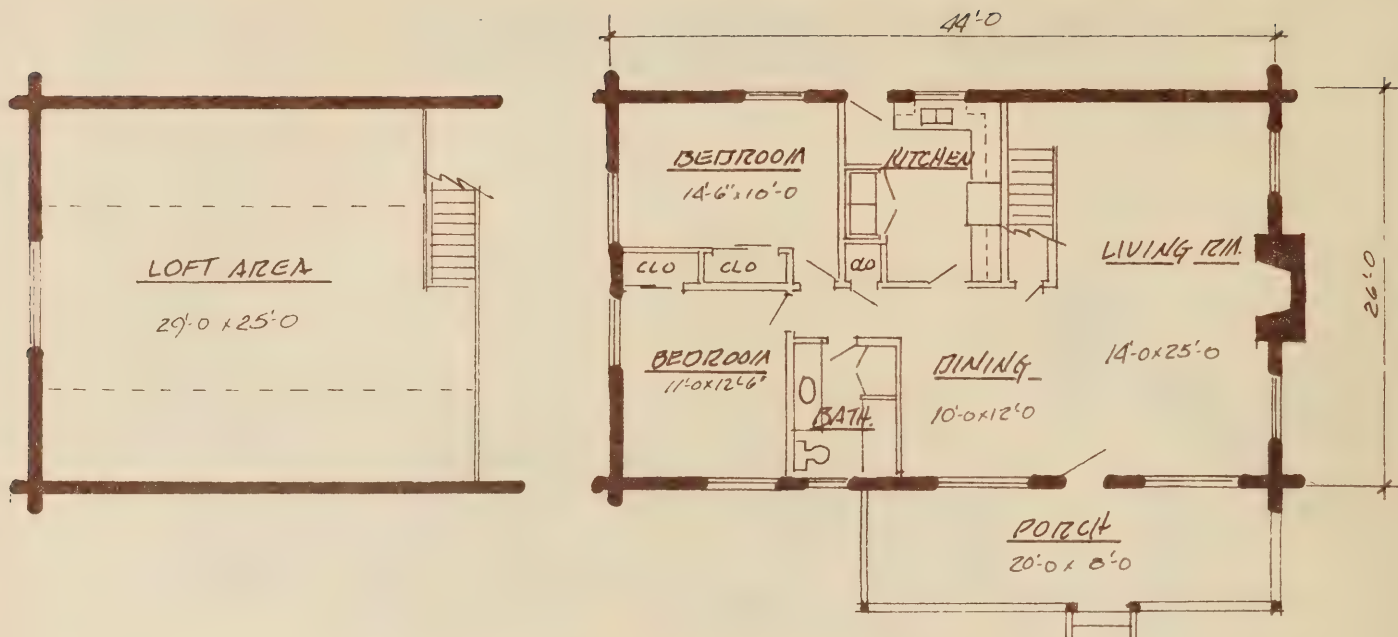 LOFT AREA
29'-0 x 25'-0
44'-0
26'-0
BEDROOM
14'-6" x 10'-0
KITCHEN
CLO
CLO
CLO
LIVING RM.
14'-0 x 25'-0
BEDROOM
11'-0 x 12'-6"
BATH.
DINING
10'-0 x 12'-0
PORCH
20'-0 x 8'-0